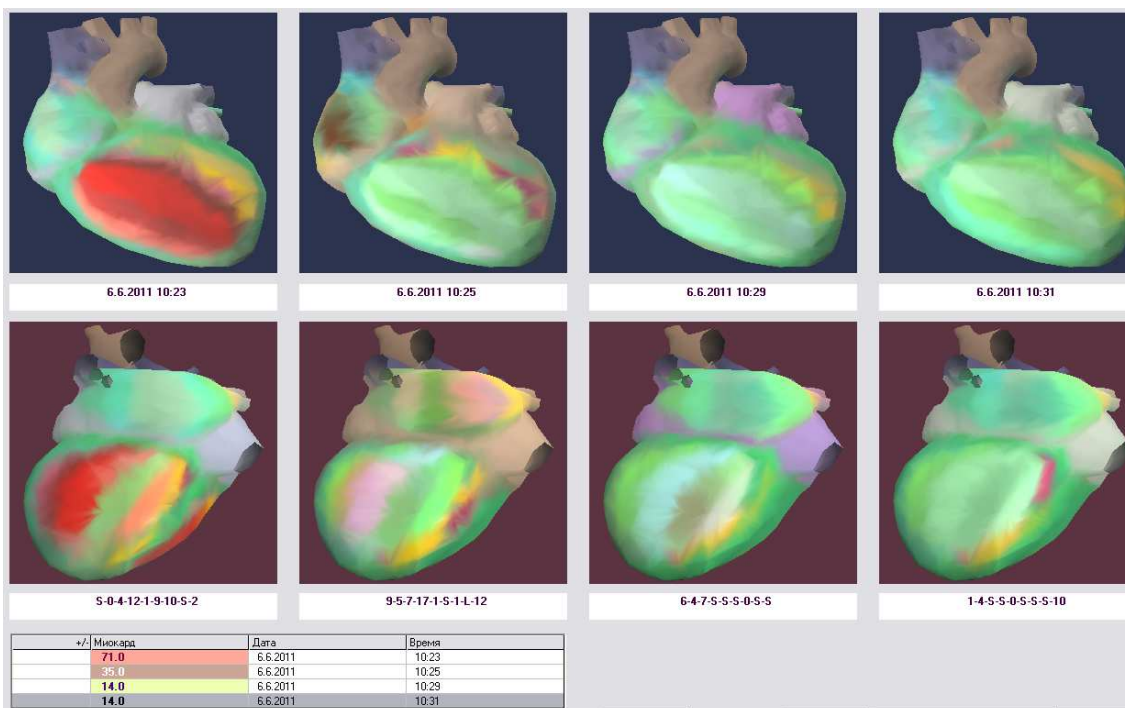 6.6.2011 10:23
6.6.2011 10:25
6.6.2011 10:29
6.6.2011 10:31
S-0-4-12-1-9-10-S-2
9-5-7-17-1-S-1-L-12
6-4-7-S-S-S-0-S-S
1-4-S-S-0-S-S-S-10
+/- Миокард Дата Время
71.0 6.6.2011 10:23
35.0 6.6.2011 10:25
14.0 6.6.2011 10:29
14.0 6.6.2011 10:31